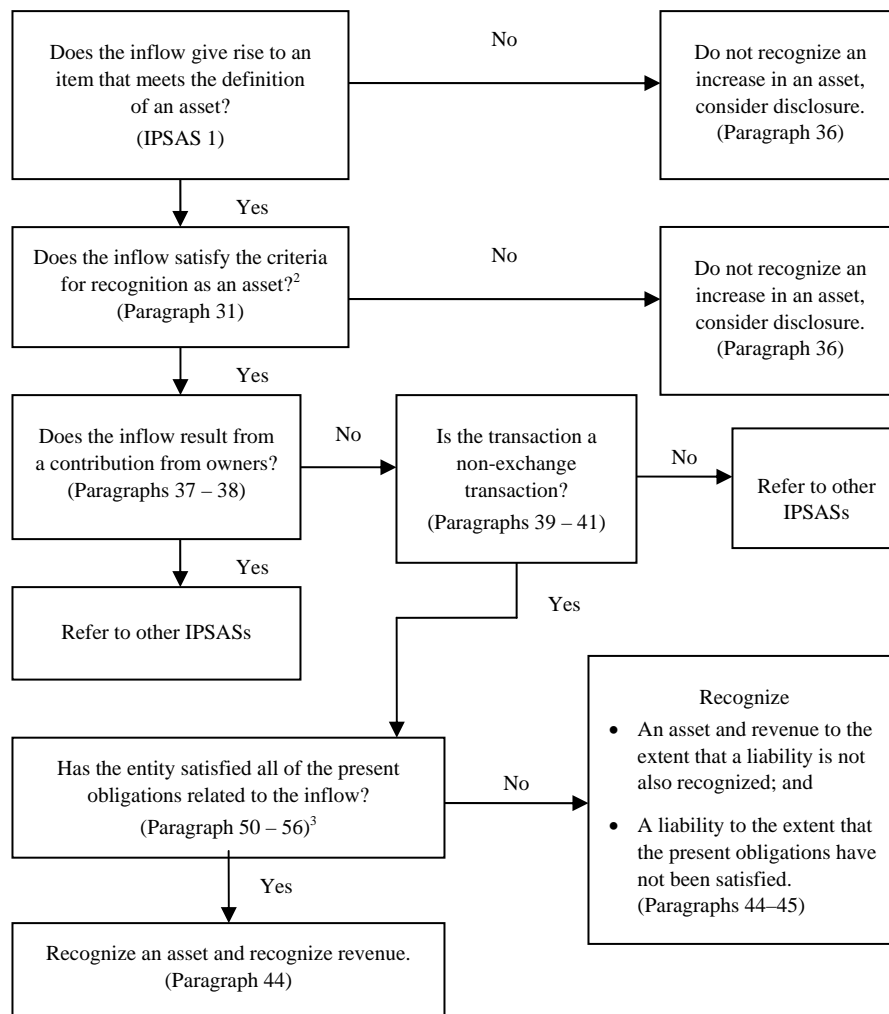 Does the inflow give rise to an
item that meets the definition
of an asset?
(IPSAS 1)
No
Do not recognize an
increase in an asset,
consider disclosure.
(Paragraph 36)
Yes
Does the inflow satisfy the criteria
for recognition as an asset?2
(Paragraph 31)
No
Do not recognize an
increase in an asset,
consider disclosure.
(Paragraph 36)
Yes
Does the inflow result from
a contribution from owners?
(Paragraphs 37 – 38)
No
Is the transaction a
non-exchange
transaction?
(Paragraphs 39 – 41)
No
Refer to other
IPSASs
Yes
Refer to other IPSASs
Yes
Has the entity satisfied all of the present
obligations related to the inflow?
(Paragraph 50 – 56)3
No
Recognize
• An asset and revenue to the
extent that a liability is not
also recognized; and
• A liability to the extent that
the present obligations have
not been satisfied.
(Paragraphs 44–45)
Yes
Recognize an asset and recognize revenue.
(Paragraph 44)